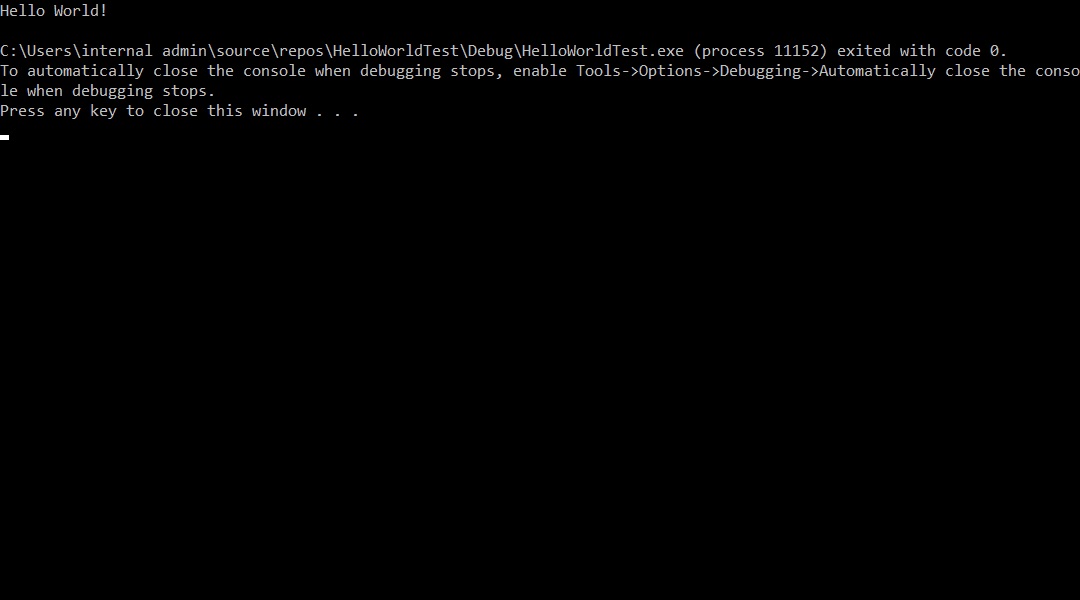 Hello World!
C:\Users\internal admin\source\repos\HelloWorldTest\Debug\HelloWorldTest.exe (process 11152) exited with code 0.
To automatically close the console when debugging stops, enable Tools->Options->Debugging->Automatically close the conso
le when debugging stops.
Press any key to close this window . . .